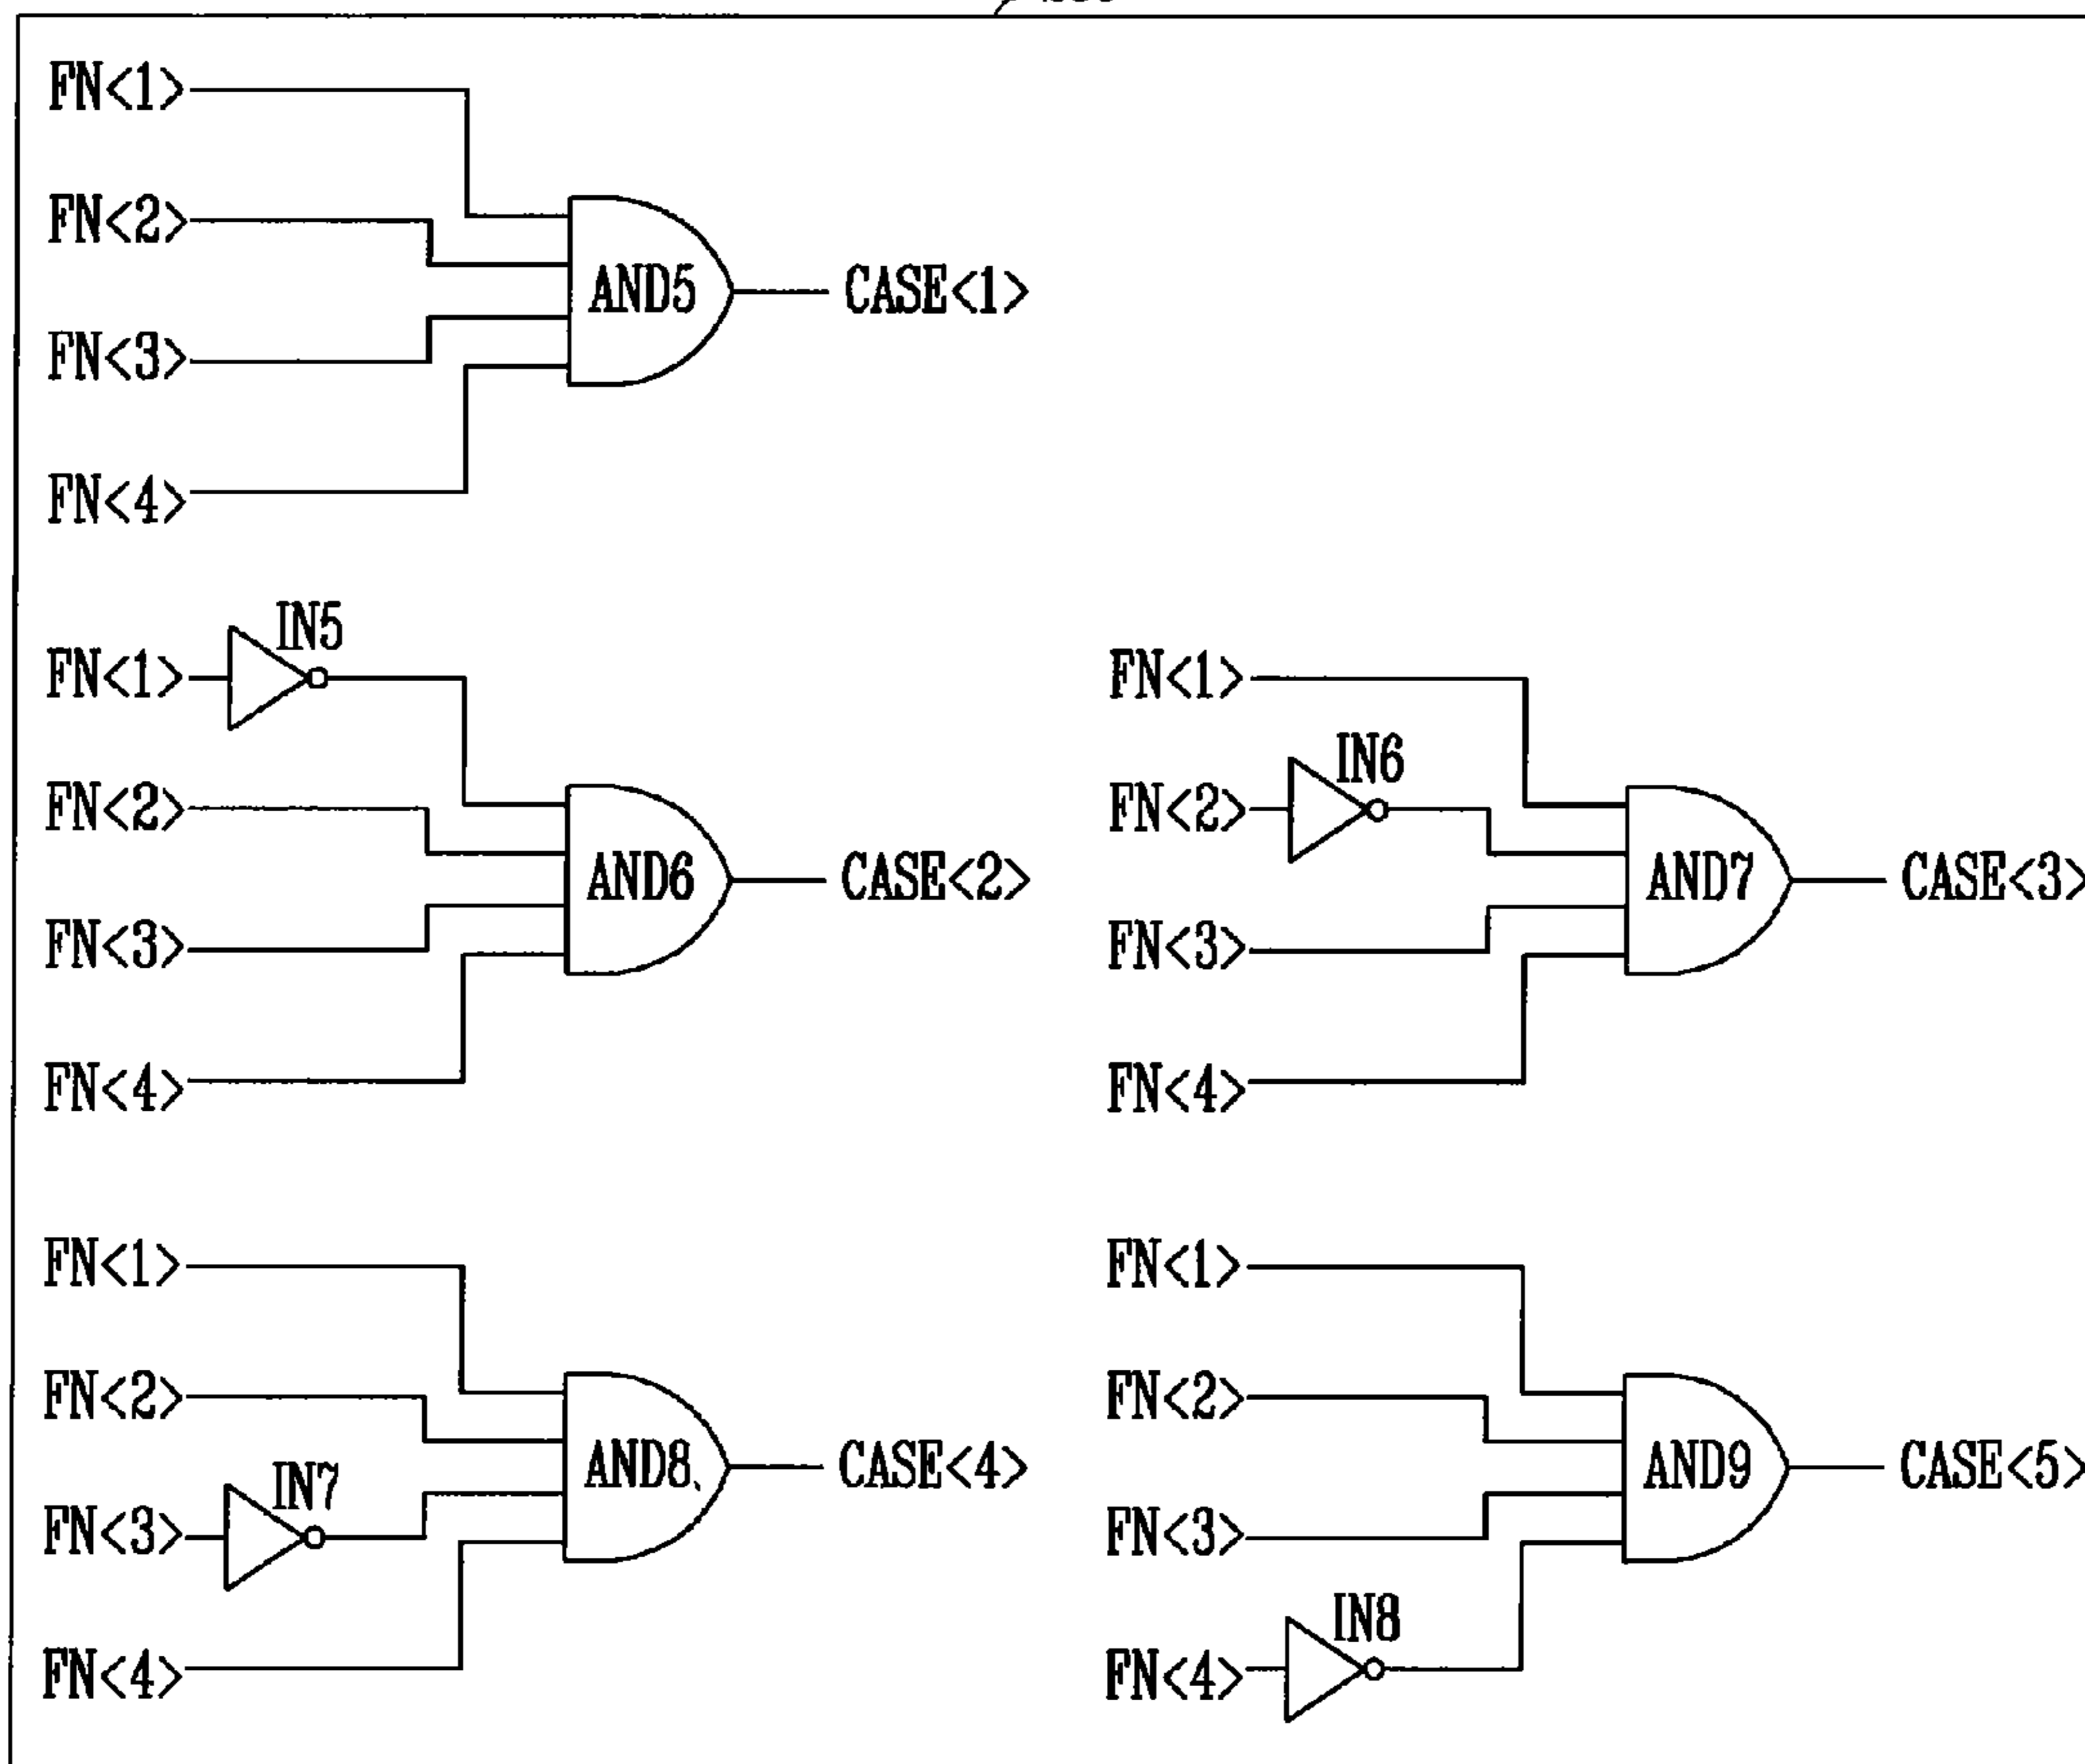 FN<1>
FN<2>
AND5 CASE<1>
FN<3>
FN<4>
IN5
FN<1>
FN<2>
AND6 CASE<2>
FN<3>
FN<4>
FN<1>
IN6
FN<2>
AND7 CASE<3>
FN<3>
FN<4>
FN<1>
FN<2>
AND8 CASE<4>
IN7
FN<3>
FN<4>
FN<1>
FN<2>
AND9 CASE<5>
FN<3>
IN8
FN<4>